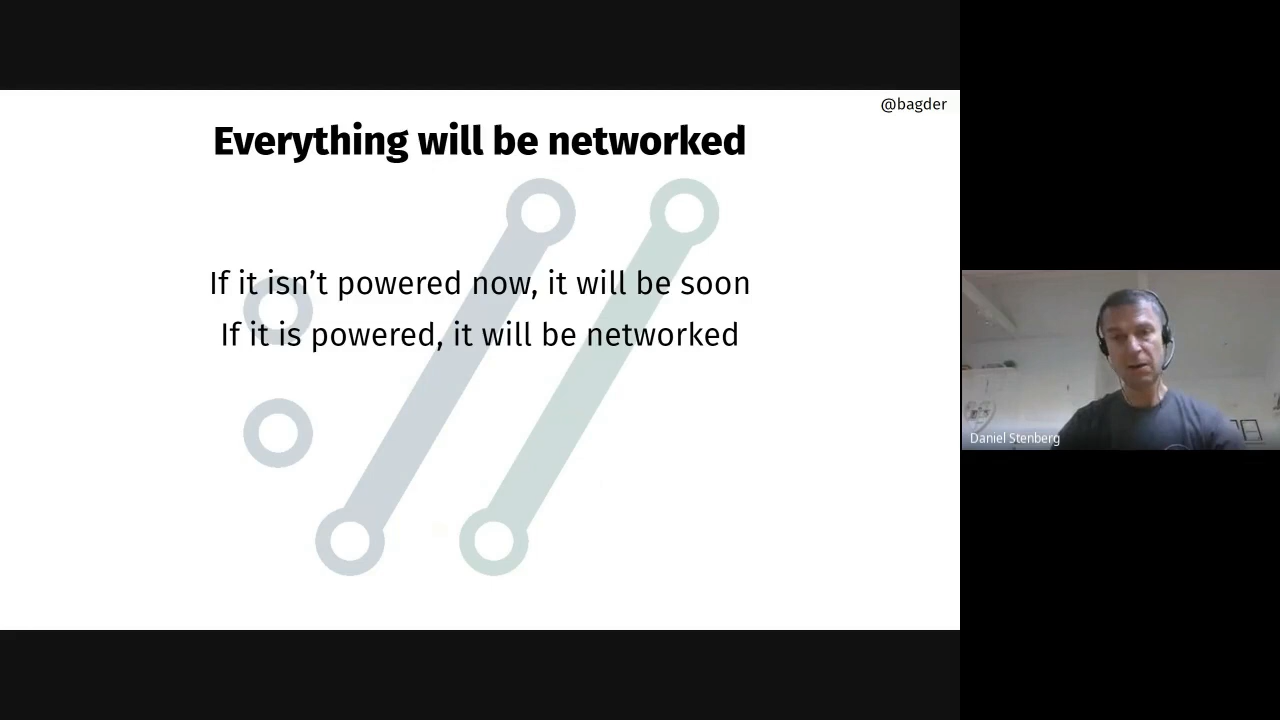 @bagder
Everything will be networked
If it isn’t powered now, it will be soon
If it is powered, it will be networked
Daniel Stenberg